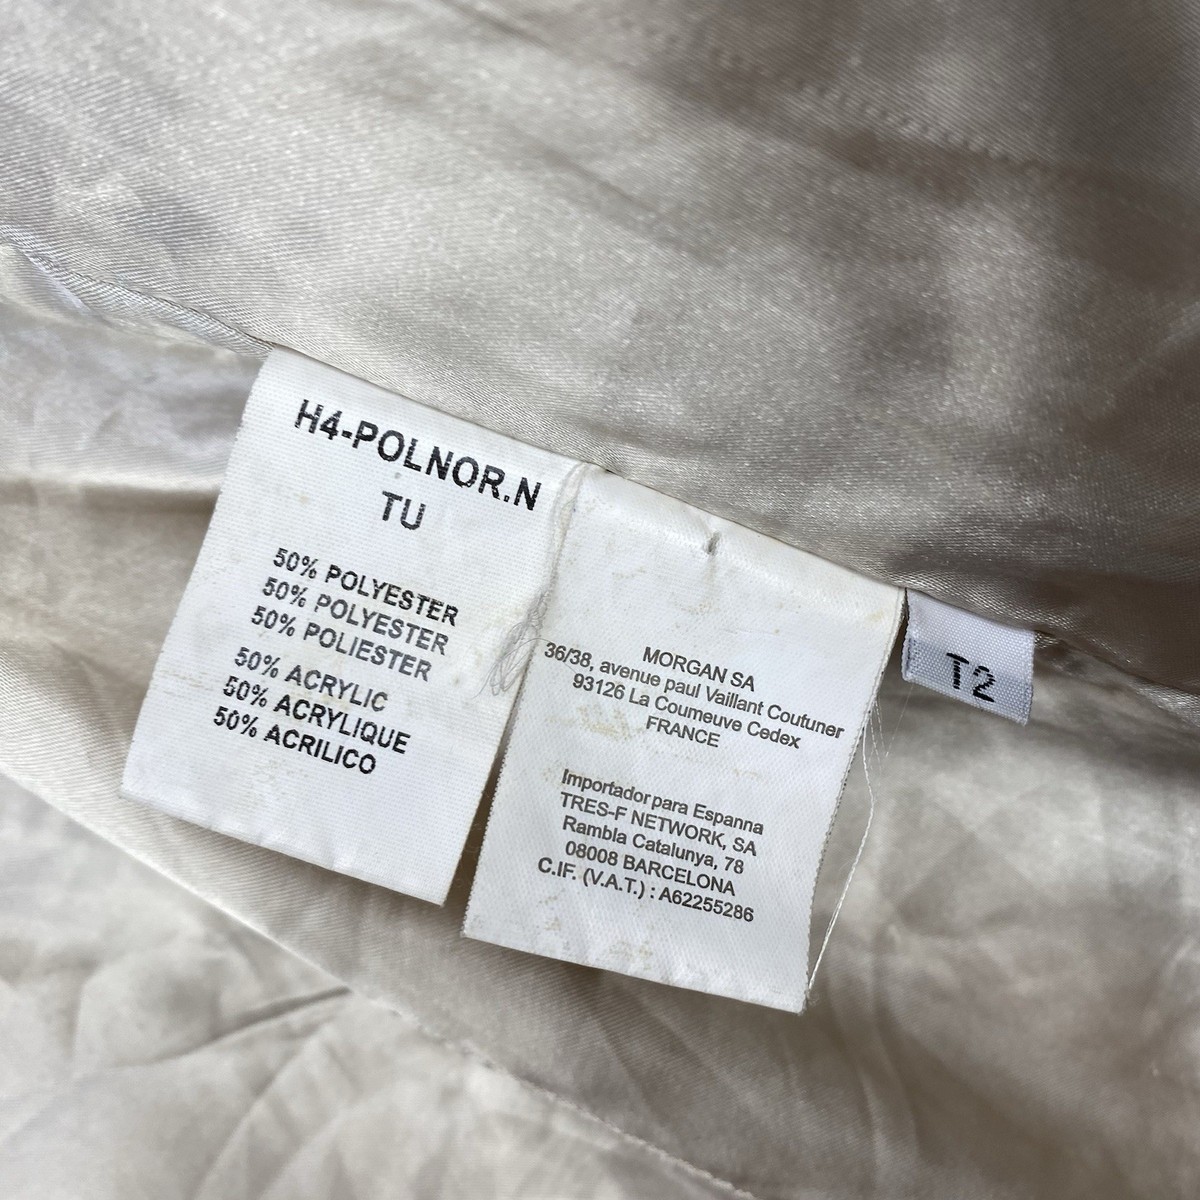 H4-POLNOR.N
TU
50% POLYESTER
50% POLYESTER
50% POLIESTER
50% ACRYLIC
50% ACRYLIQUE
50% ACRILICO
MORGAN SA
36/38, avenue paul Vaillant Coutuner
93126 La Coumeuve Cedex
FRANCE
Importador para Espanna
TRES-F NETWORK, SA
Rambla Catalunya, 78
08008 BARCELONA
C.IF. (V.A.T.) : A62255286
T2